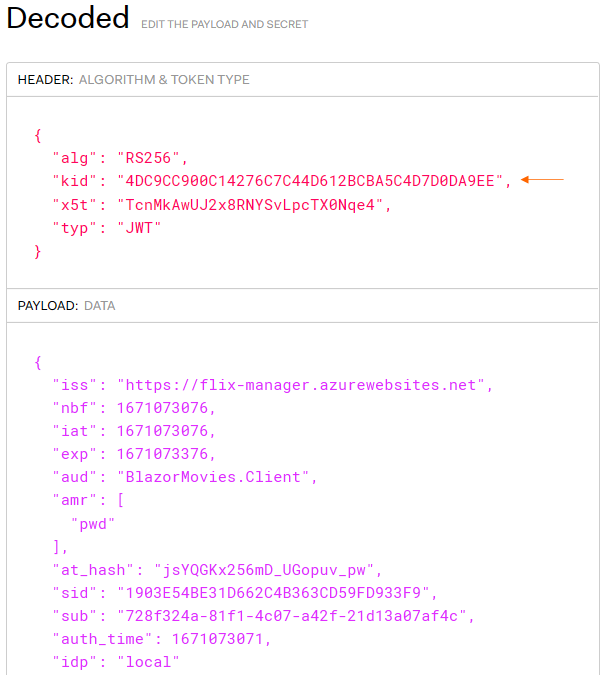 Decoded EDIT THE PAYLOAD AND SECRET
HEADER: ALGORITHM & TOKEN TYPE
{
"alg": "RS256",
"kid": "4DC9CC900C14276C7C44D612BCBA5C4D7D0DA9EE",
"x5t": "TcnMkAwUJ2x8RNYSvLpcTX0Nqe4",
"typ": "JWT"
}
PAYLOAD: DATA
{
"iss": "https://flix-manager.azurewebsites.net",
"nbf": 1671073076,
"iat": 1671073076,
"exp": 1671073376,
"aud": "BlazorMovies.Client",
"amr": [
"pwd"
],
"at_hash": "jsYQGKx256mD_UGopuv_pw",
"sid": "1903E54BE31D662C4B363CD59FD933F9",
"sub": "728f324a-81f1-4c07-a42f-21d13a07af4c",
"auth_time": 1671073071,
"idp": "local"